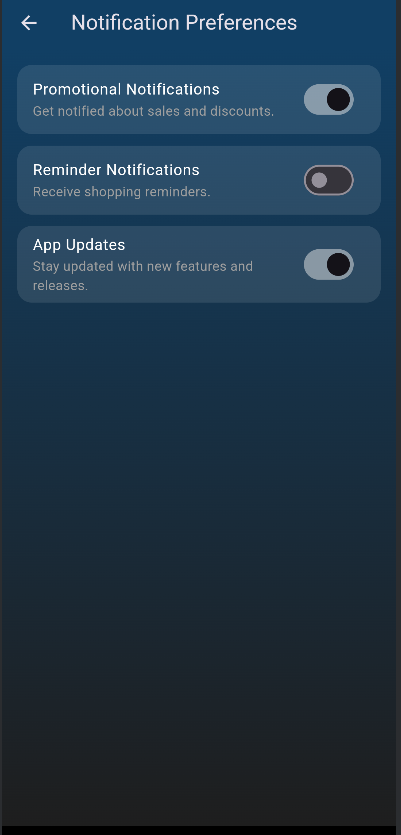 Notification Preferences
Promotional Notifications
Get notified about sales and discounts.
Reminder Notifications
Receive shopping reminders.
App Updates
Stay updated with new features and
releases.